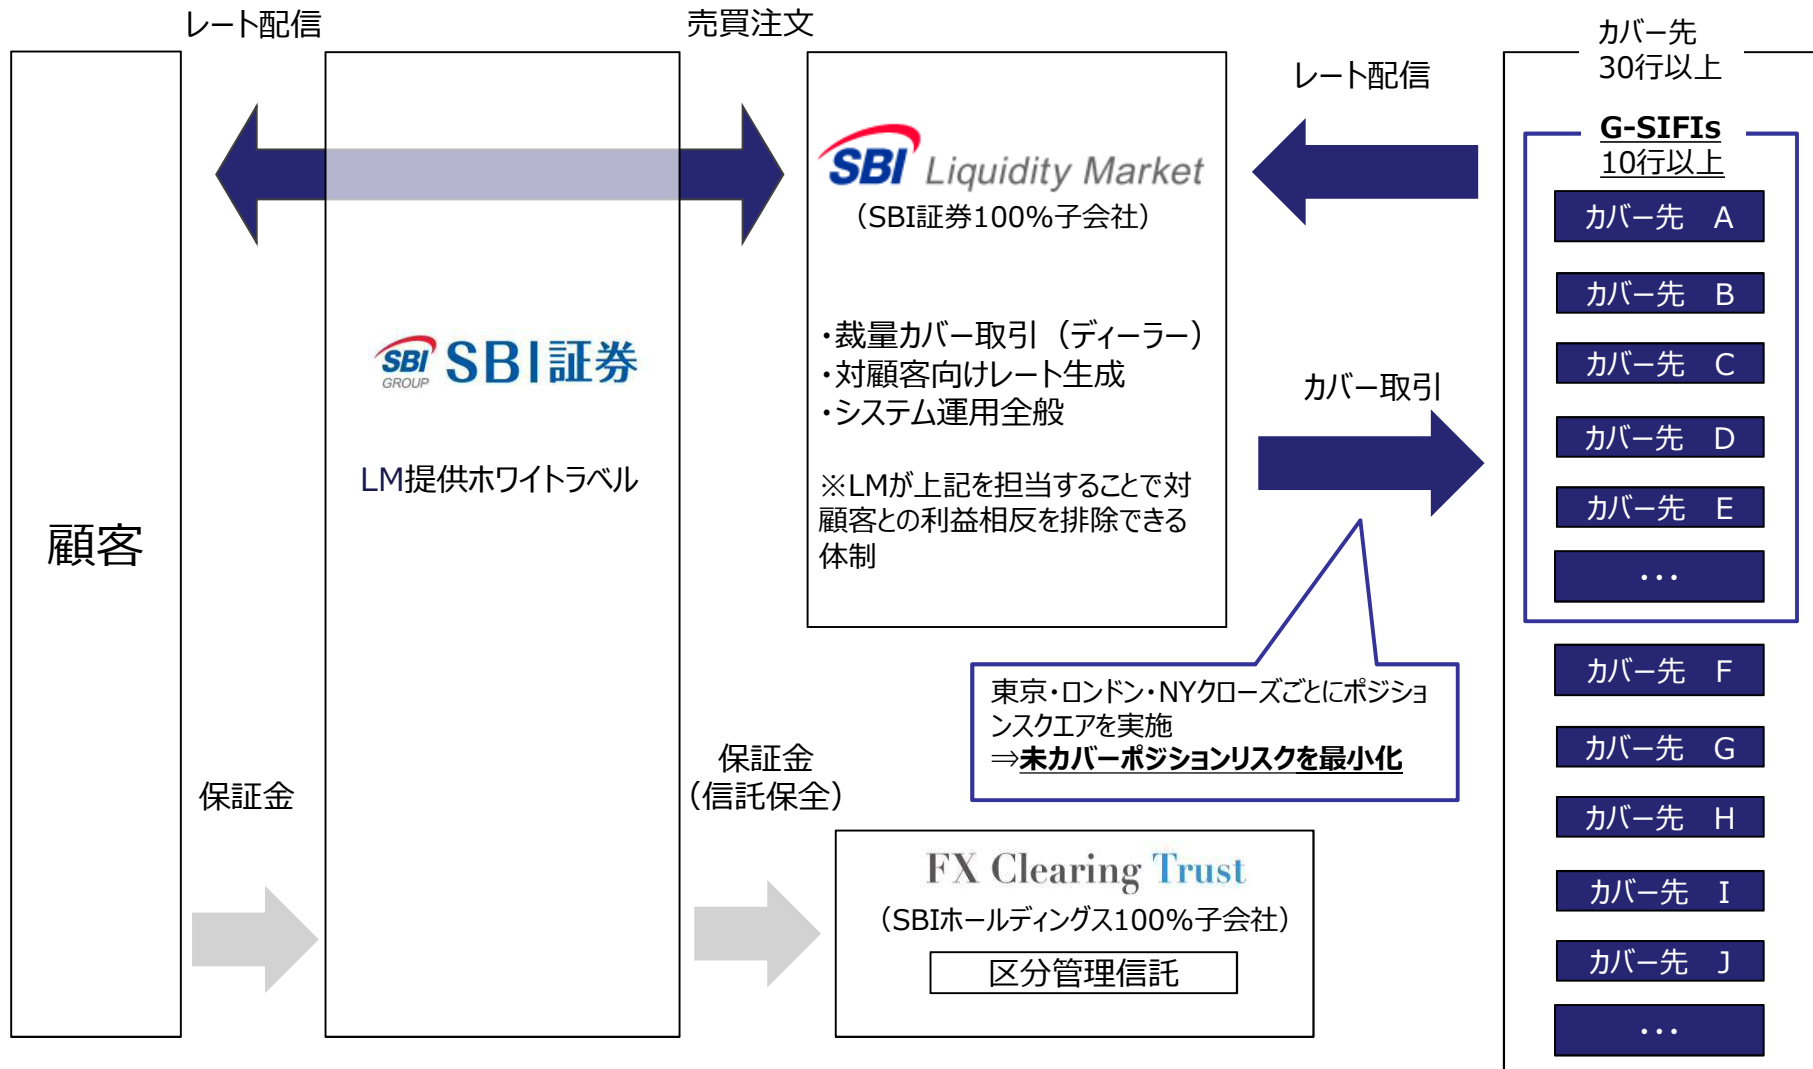 レート配信
売買注文
顧客
SBI GROUP SBI証券
LM提供ホワイトラベル
SBI Liquidity Market
（SBI証券100%子会社）
・裁量カバー取引（ディーラー）
・対顧客向けレート生成
・システム運用全般
※LMが上記を担当することで対
顧客との利益相反を排除できる
体制
レート配信
カバー取引
東京・ロンドン・NYクローズごとにポジショ
ンスクエアを実施
⇒未カバーポジションリスクを最小化
保証金
保証金
（信託保全）
FX Clearing Trust
（SBIホールディングス100%子会社）
区分管理信託
カバー先
30行以上
G-SIFIs
10行以上
カバー先　A
カバー先　B
カバー先　C
カバー先　D
カバー先　E
・・・
カバー先　F
カバー先　G
カバー先　H
カバー先　I
カバー先　J
・・・